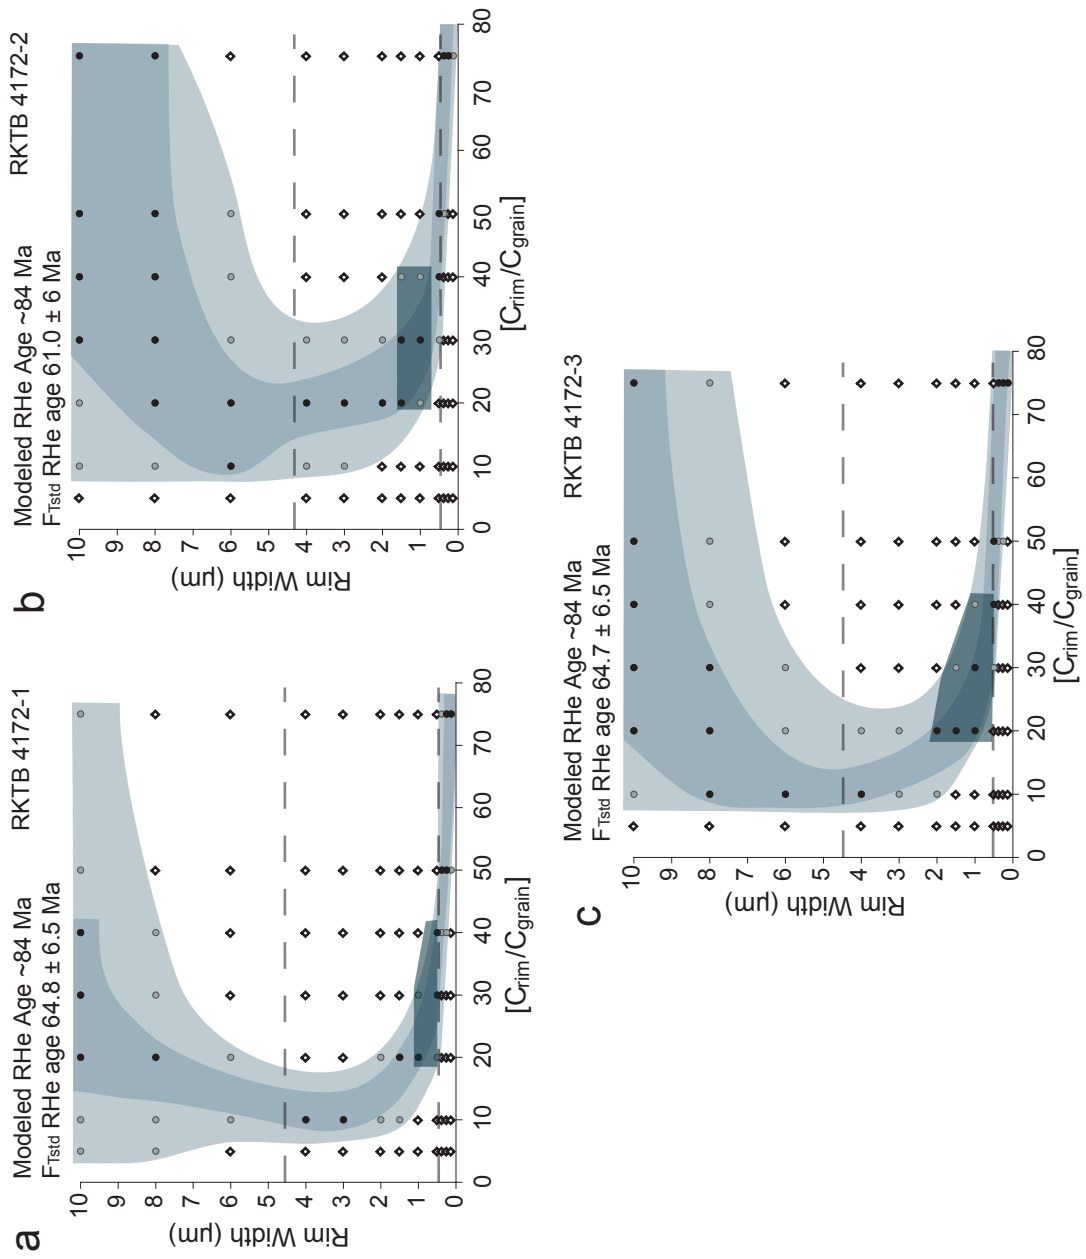 a
Modeled RHe Age ~84 Ma
RKTB 4172-1
FTstd RHe age 64.8 ± 6.5 Ma
Rim Width (µm)
10
9
8
7
6
5
4
3
2
1
0
0 10 20 30 40 50 60 70 80
[Crim/Cgrain]
b
Modeled RHe Age ~84 Ma
RKTB 4172-2
FTstd RHe age 61.0 ± 6 Ma
Rim Width (µm)
10
9
8
7
6
5
4
3
2
1
0
0 10 20 30 40 50 60 70 80
[Crim/Cgrain]
c
Modeled RHe Age ~84 Ma
RKTB 4172-3
FTstd RHe age 64.7 ± 6.5 Ma
Rim Width (µm)
10
9
8
7
6
5
4
3
2
1
0
0 10 20 30 40 50 60 70 80
[Crim/Cgrain]